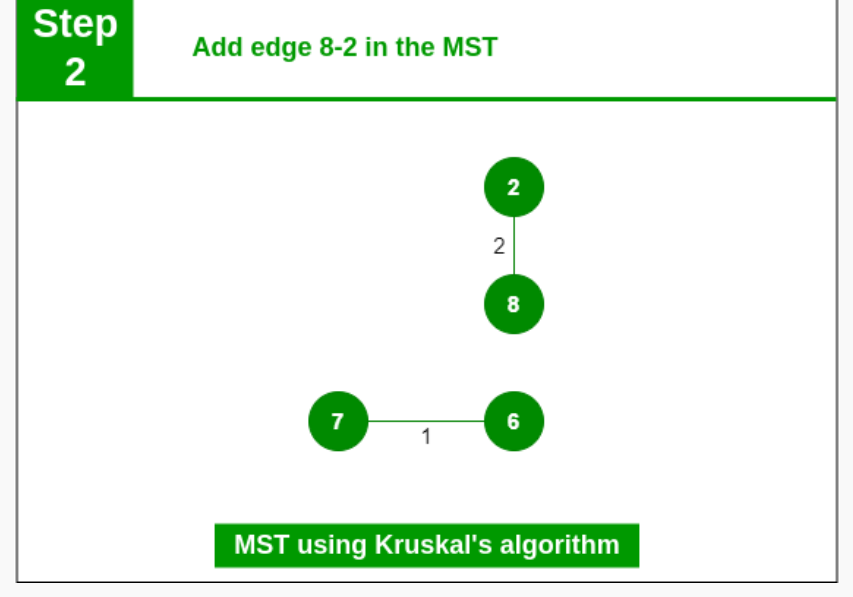 Step
2
Add edge 8-2 in the MST
2
2
8
7
6
1
MST using Kruskal's algorithm